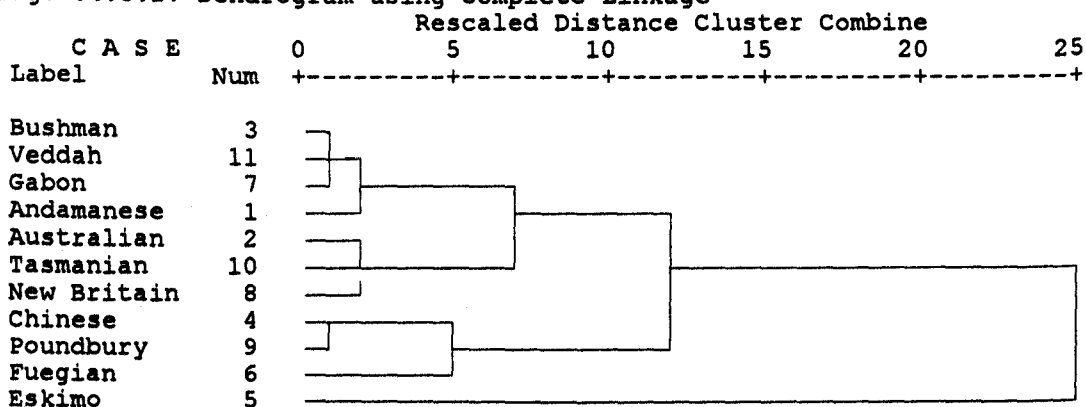 Rescaled Distance Cluster Combine
C A S E 0 5 10 15 20 25
Label Num +---------+---------+---------+---------+---------+
Bushman 3
Veddah 11
Gabon 7
Andamanese 1
Australian 2
Tasmanian 10
New Britain 8
Chinese 4
Poundbury 9
Fuegian 6
Eskimo 5